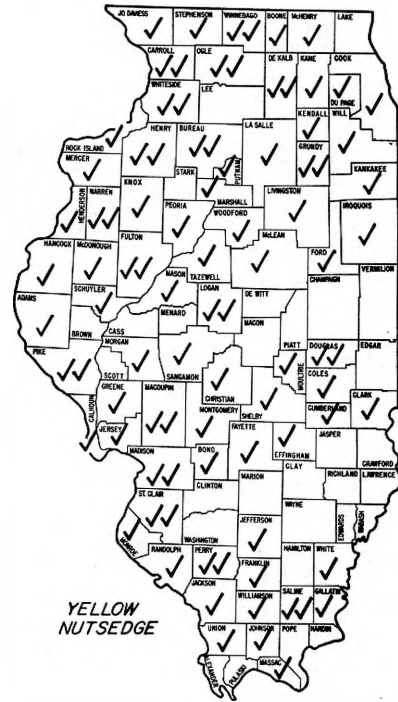 JO DAVIESS STEPHENSON WINNEBAGO BOONE McHENRY LAKE
CARROLL OGLE DE KALB KANE COOK
WHITESIDE LEE DU PAGE
KENDALL WILL
ROCK ISLAND HENRY BUREAU LA SALLE GRUNDY
MERCER STARK PUTNAM KANKAKEE
HENDERSON WARREN KNOX PEORIA MARSHALL LIVINGSTON
WOODFORD IROQUOIS
HANCOCK McDONOUGH FULTON TAZEWELL McLEAN FORD
MASON CHAMPAIGN VERMILION
ADAMS SCHUYLER LOGAN DE WITT
BROWN CASS MENARD MACON PIATT DOUGLAS EDGAR
PIKE MORGAN MOULTRIE COLES
SCOTT SANGAMON
GREENE MACOUPIN CHRISTIAN SHELBY CUMBERLAND CLARK
CALHOUN MONTGOMERY
JERSEY FAYETTE EFFINGHAM JASPER
MADISON BOND CLAY CRAWFORD
CLINTON MARION RICHLAND LAWRENCE
ST. CLAIR WAYNE
WASHINGTON JEFFERSON EDWARDS WABASH
MONROE RANDOLPH PERRY HAMILTON WHITE
FRANKLIN
JACKSON WILLIAMSON SALINE GALLATIN
UNION JOHNSON POPE HARDIN
ALEXANDER PULASKI MASSAC
YELLOW
NUTSEDGE